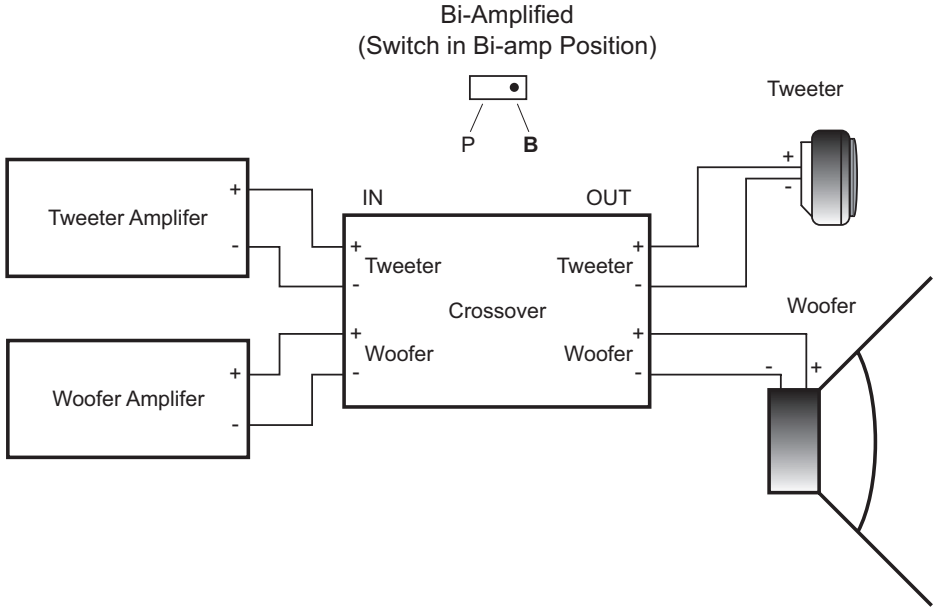 Bi-Amplified
(Switch in Bi-amp Position)
P B
Tweeter
+
-
Tweeter Amplifer
+
-
IN OUT
+ Tweeter -
+ Tweeter -
Crossover
+ Woofer -
+ Woofer -
Woofer Amplifer
+
-
Woofer
- +